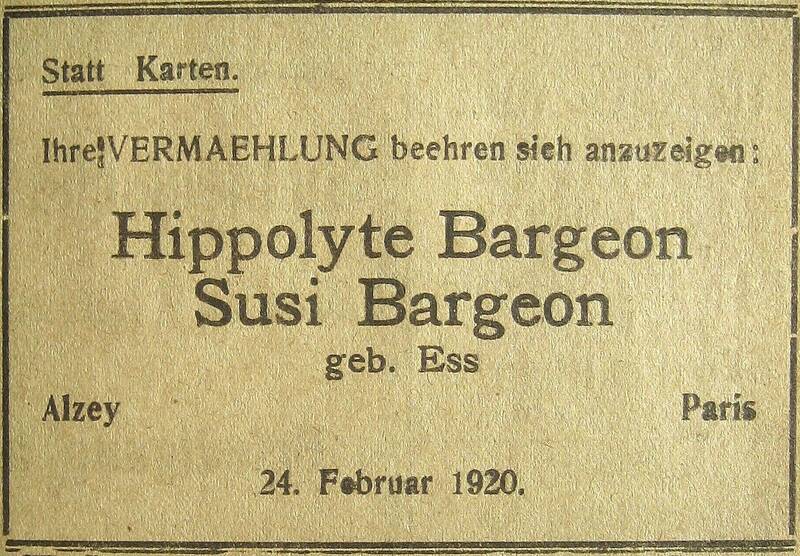 Statt Karten.
Ihre VERMAEHLUNG beehren sich anzuzeigen:
Hippolyte Bargeon
Susi Bargeon
geb. Ess
Alzey Paris
24. Februar 1920.